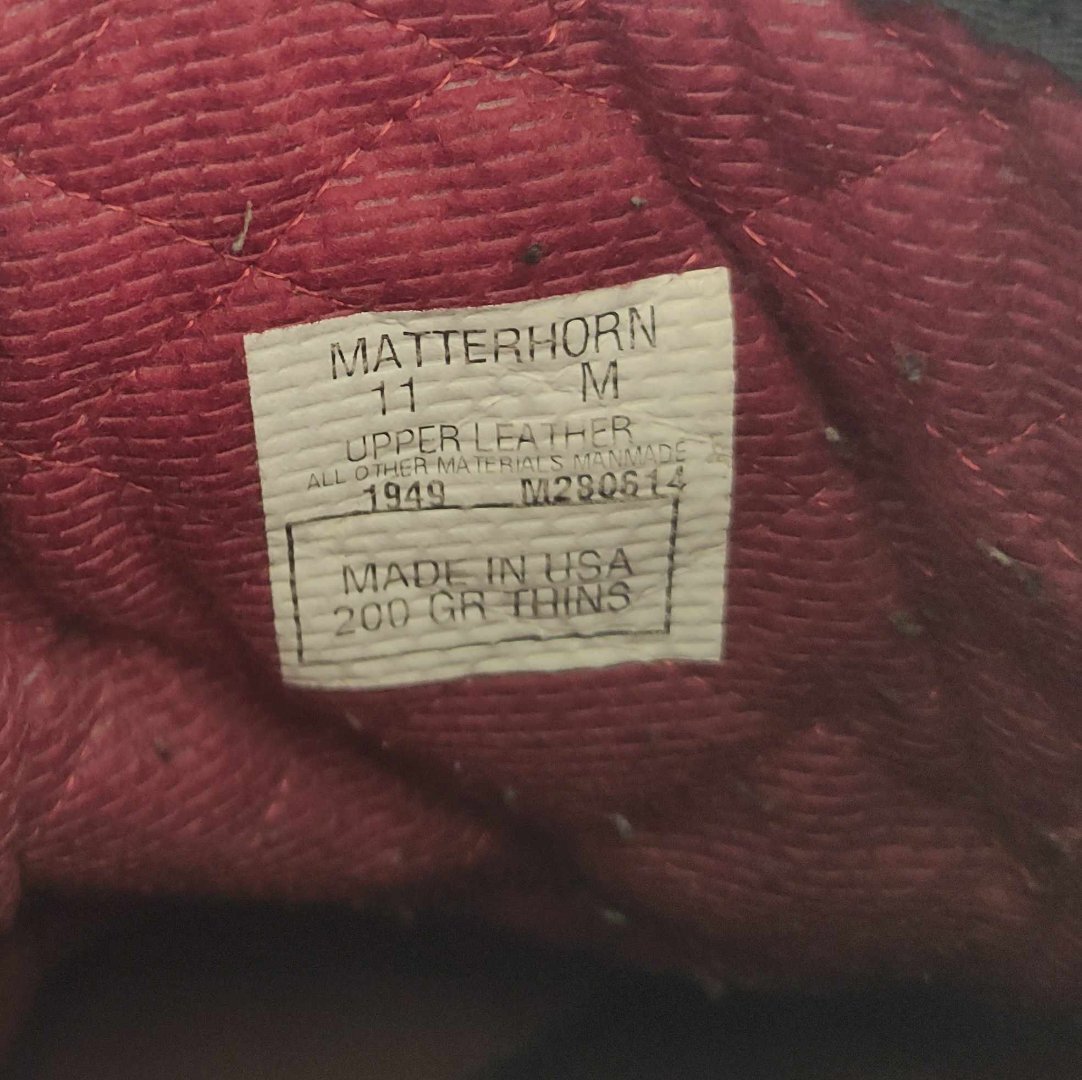 MATTERHORN
11 M
UPPER LEATHER
ALL OTHER MATERIALS MANMADE
1949 M280614
MADE IN USA
200 GR THINS